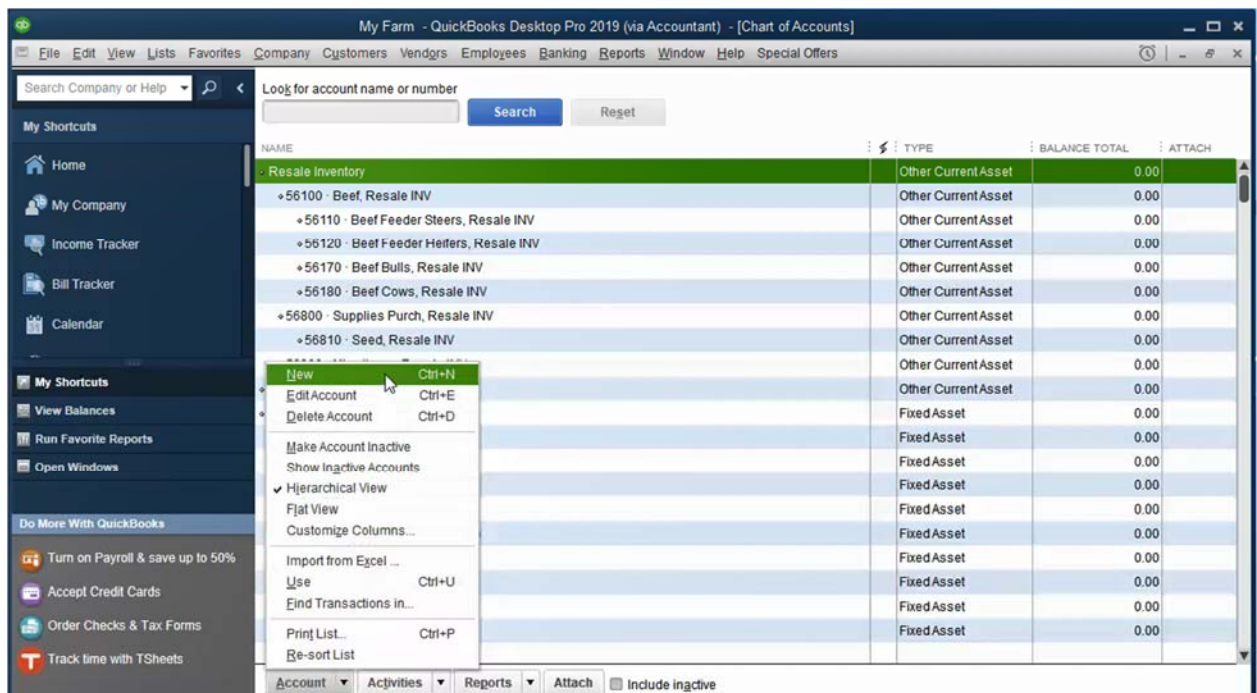 My Farm - QuickBooks Desktop Pro 2019 (via Accountant) - [Chart of Accounts]
File Edit View Lists Favorites Company Customers Vendors Employees Banking Reports Window Help Special Offers
Search Company or Help
My Shortcuts
Home
My Company
Income Tracker
Bill Tracker
Calendar
My Shortcuts
View Balances
Run Favorite Reports
Open Windows
Do More With QuickBooks
Turn on Payroll & save up to 50%
Accept Credit Cards
Order Checks & Tax Forms
Track time with TSheets
Look for account name or number
Search Reset
NAME TYPE BALANCE TOTAL ATTACH
Resale Inventory Other Current Asset 0.00
56100 · Beef, Resale INV Other Current Asset 0.00
56110 · Beef Feeder Steers, Resale INV Other Current Asset 0.00
56120 · Beef Feeder Heifers, Resale INV Other Current Asset 0.00
56170 · Beef Bulls, Resale INV Other Current Asset 0.00
56180 · Beef Cows, Resale INV Other Current Asset 0.00
56800 · Supplies Purch, Resale INV Other Current Asset 0.00
56810 · Seed, Resale INV Other Current Asset 0.00
Other Current Asset 0.00
Other Current Asset 0.00
Fixed Asset 0.00
Fixed Asset 0.00
Fixed Asset 0.00
Fixed Asset 0.00
Fixed Asset 0.00
Fixed Asset 0.00
Fixed Asset 0.00
Fixed Asset 0.00
Fixed Asset 0.00
Fixed Asset 0.00
New Ctrl+N
Edit Account Ctrl+E
Delete Account Ctrl+D
Make Account Inactive
Show Inactive Accounts
Hierarchical View
Flat View
Customize Columns...
Import from Excel ...
Use Ctrl+U
Find Transactions in...
Print List... Ctrl+P
Re-sort List
Account Activities Reports Attach Include inactive